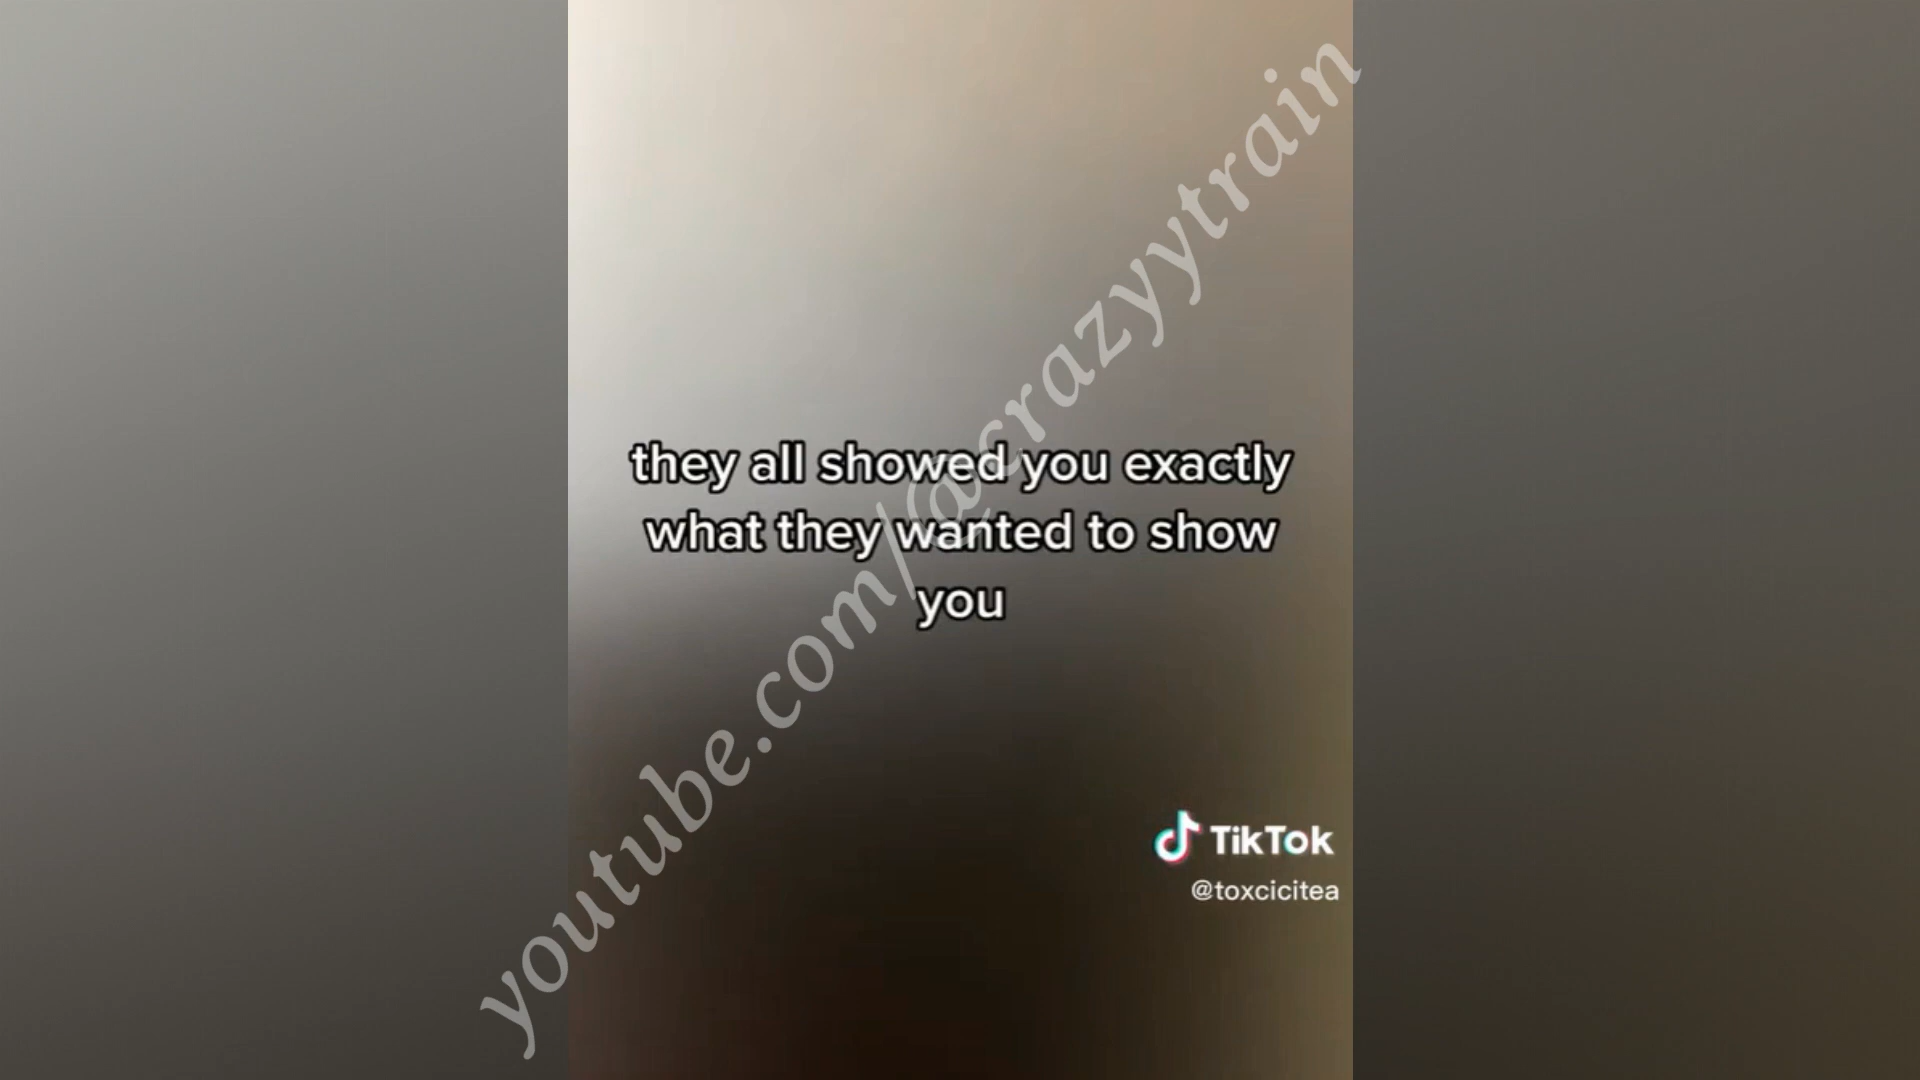 they all showed you exactly
what they wanted to show
you
youtube.com/@crazyytrain
TikTok
@toxcicitea